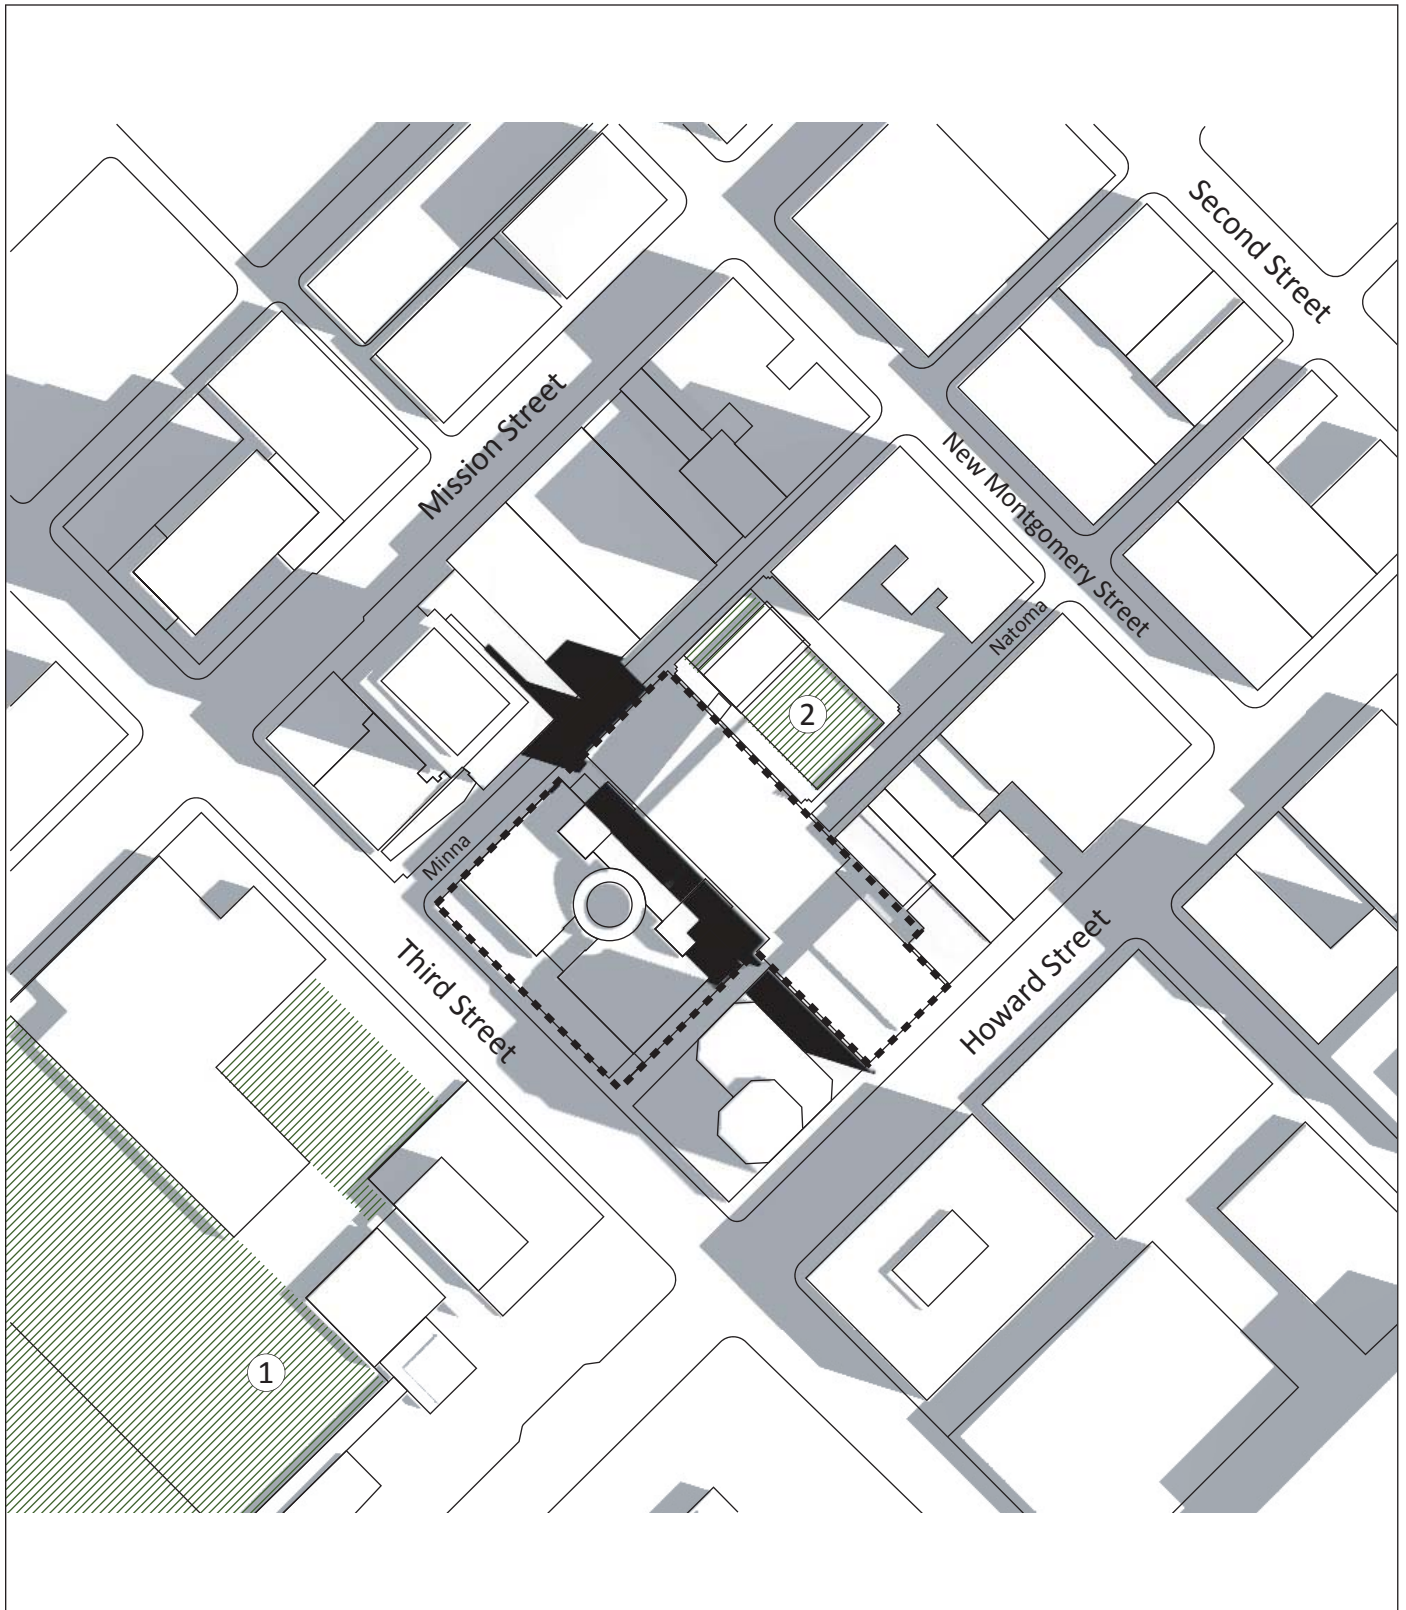 Second Street
Mission Street
New Montgomery Street
Natoma
2
Minna
Third Street
Howard Street
1